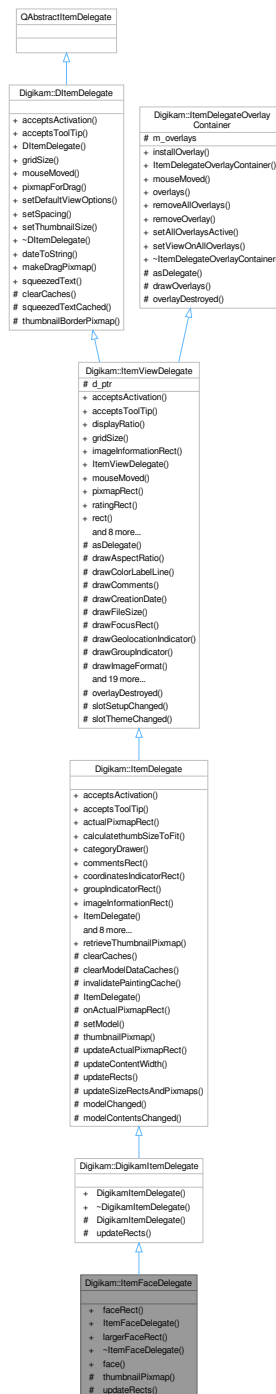 QAbstractItemDelegate
Digikam::DItemDelegate
+ acceptsActivation()
+ acceptsToolTip()
+ DItemDelegate()
+ gridSize()
+ mouseMoved()
+ pixmapForDrag()
+ setDefaultViewOptions()
+ setSpacing()
+ setThumbnailSize()
+ ~DItemDelegate()
+ dateToString()
+ makeDragPixmap()
+ squeezedText()
# clearCaches()
# squeezedTextCached()
# thumbnailBorderPixmap()
Digikam::ItemDelegateOverlay
Container
# m_overlays
+ installOverlay()
+ ItemDelegateOverlayContainer()
+ mouseMoved()
+ overlays()
+ removeAllOverlays()
+ removeOverlay()
+ setAllOverlaysActive()
+ setViewOnAllOverlays()
+ ~ItemDelegateOverlayContainer
# asDelegate()
# drawOverlays()
# overlayDestroyed()
Digikam::ItemViewDelegate
# d_ptr
+ acceptsActivation()
+ acceptsToolTip()
+ displayRatio()
+ gridSize()
+ imageInformationRect()
+ ItemViewDelegate()
+ mouseMoved()
+ pixmapRect()
+ ratingRect()
+ rect()
and 8 more...
# asDelegate()
# drawAspectRatio()
# drawColorLabelLine()
# drawComments()
# drawCreationDate()
# drawFileSize()
# drawFocusRect()
# drawGeolocationIndicator()
# drawGroupIndicator()
# drawImageFormat()
and 19 more...
# overlayDestroyed()
# slotSetupChanged()
# slotThemeChanged()
Digikam::ItemDelegate
+ acceptsActivation()
+ acceptsToolTip()
+ actualPixmapRect()
+ calculatethumbSizeToFit()
+ categoryDrawer()
+ commentsRect()
+ coordinatesIndicatorRect()
+ groupIndicatorRect()
+ imageInformationRect()
+ ItemDelegate()
and 8 more...
+ retrieveThumbnailPixmap()
# clearCaches()
# clearModelDataCaches()
# invalidatePaintingCache()
# ItemDelegate()
# onActualPixmapRect()
# setModel()
# thumbnailPixmap()
# updateActualPixmapRect()
# updateContentWidth()
# updateRects()
# updateSizeRectsAndPixmaps()
# modelChanged()
# modelContentsChanged()
Digikam::DigikamItemDelegate
+ DigikamItemDelegate()
+ ~DigikamItemDelegate()
# DigikamItemDelegate()
# updateRects()
Digikam::ItemFaceDelegate
+ faceRect()
+ ItemFaceDelegate()
+ largerFaceRect()
+ ~ItemFaceDelegate()
+ face()
# thumbnailPixmap()
# updateRects()